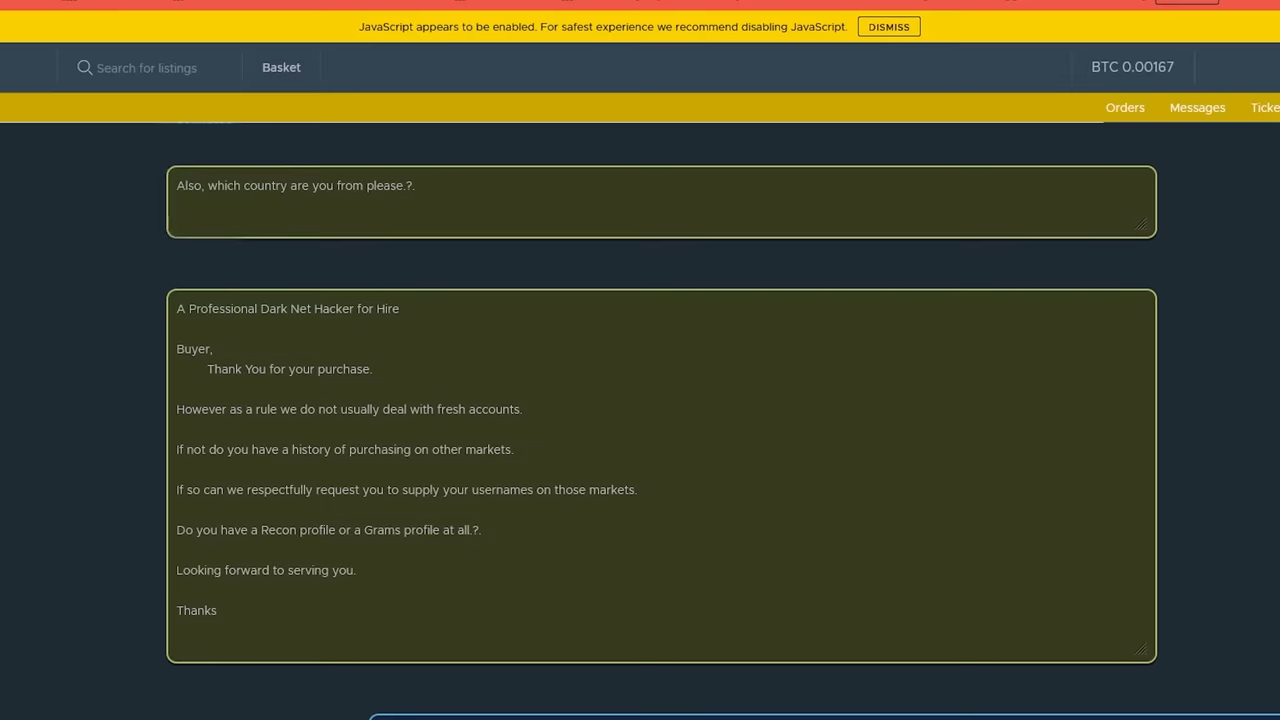 JavaScript appears to be enabled. For safest experience we recommend disabling JavaScript.
DISMISS
Search for listings
Basket
BTC 0.00167
Orders
Messages
Ticke
Also, which country are you from please.?.
A Professional Dark Net Hacker for Hire
Buyer,
Thank You for your purchase.
However as a rule we do not usually deal with fresh accounts.
If not do you have a history of purchasing on other markets.
If so can we respectfully request you to supply your usernames on those markets.
Do you have a Recon profile or a Grams profile at all.?.
Looking forward to serving you.
Thanks